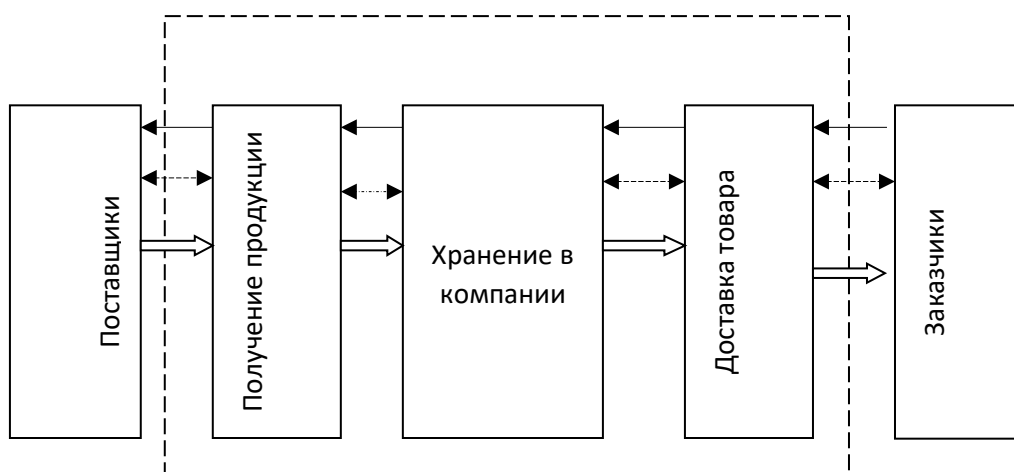 Поставщики
Получение продукции
Хранение в
компании
Доставка товара
Заказчики